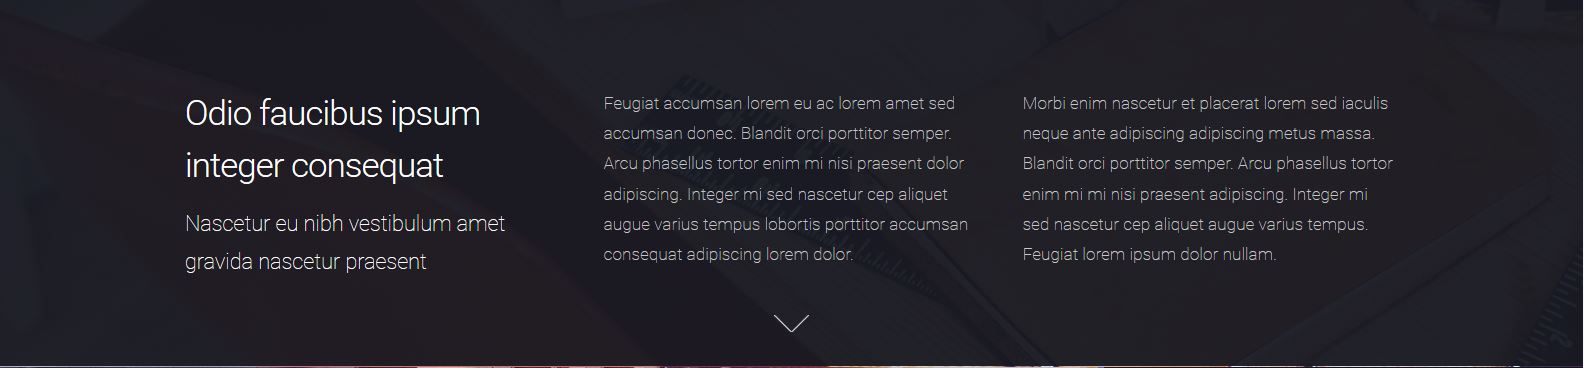 Odio faucibus ipsum
integer consequat
Nascetur eu nibh vestibulum amet
gravida nascetur praesent
Feugiat accumsan lorem eu ac lorem amet sed
accumsan donec. Blandit orci porttitor semper.
Arcu phasellus tortor enim mi nisi praesent dolor
adipiscing. Integer mi sed nascetur cep aliquet
augue varius tempus lobortis porttitor accumsan
consequat adipiscing lorem dolor.
Morbi enim nascetur et placerat lorem sed iaculis
neque ante adipiscing adipiscing metus massa.
Blandit orci porttitor semper. Arcu phasellus tortor
enim mi mi nisi praesent adipiscing. Integer mi
sed nascetur cep aliquet augue varius tempus.
Feugiat lorem ipsum dolor nullam.